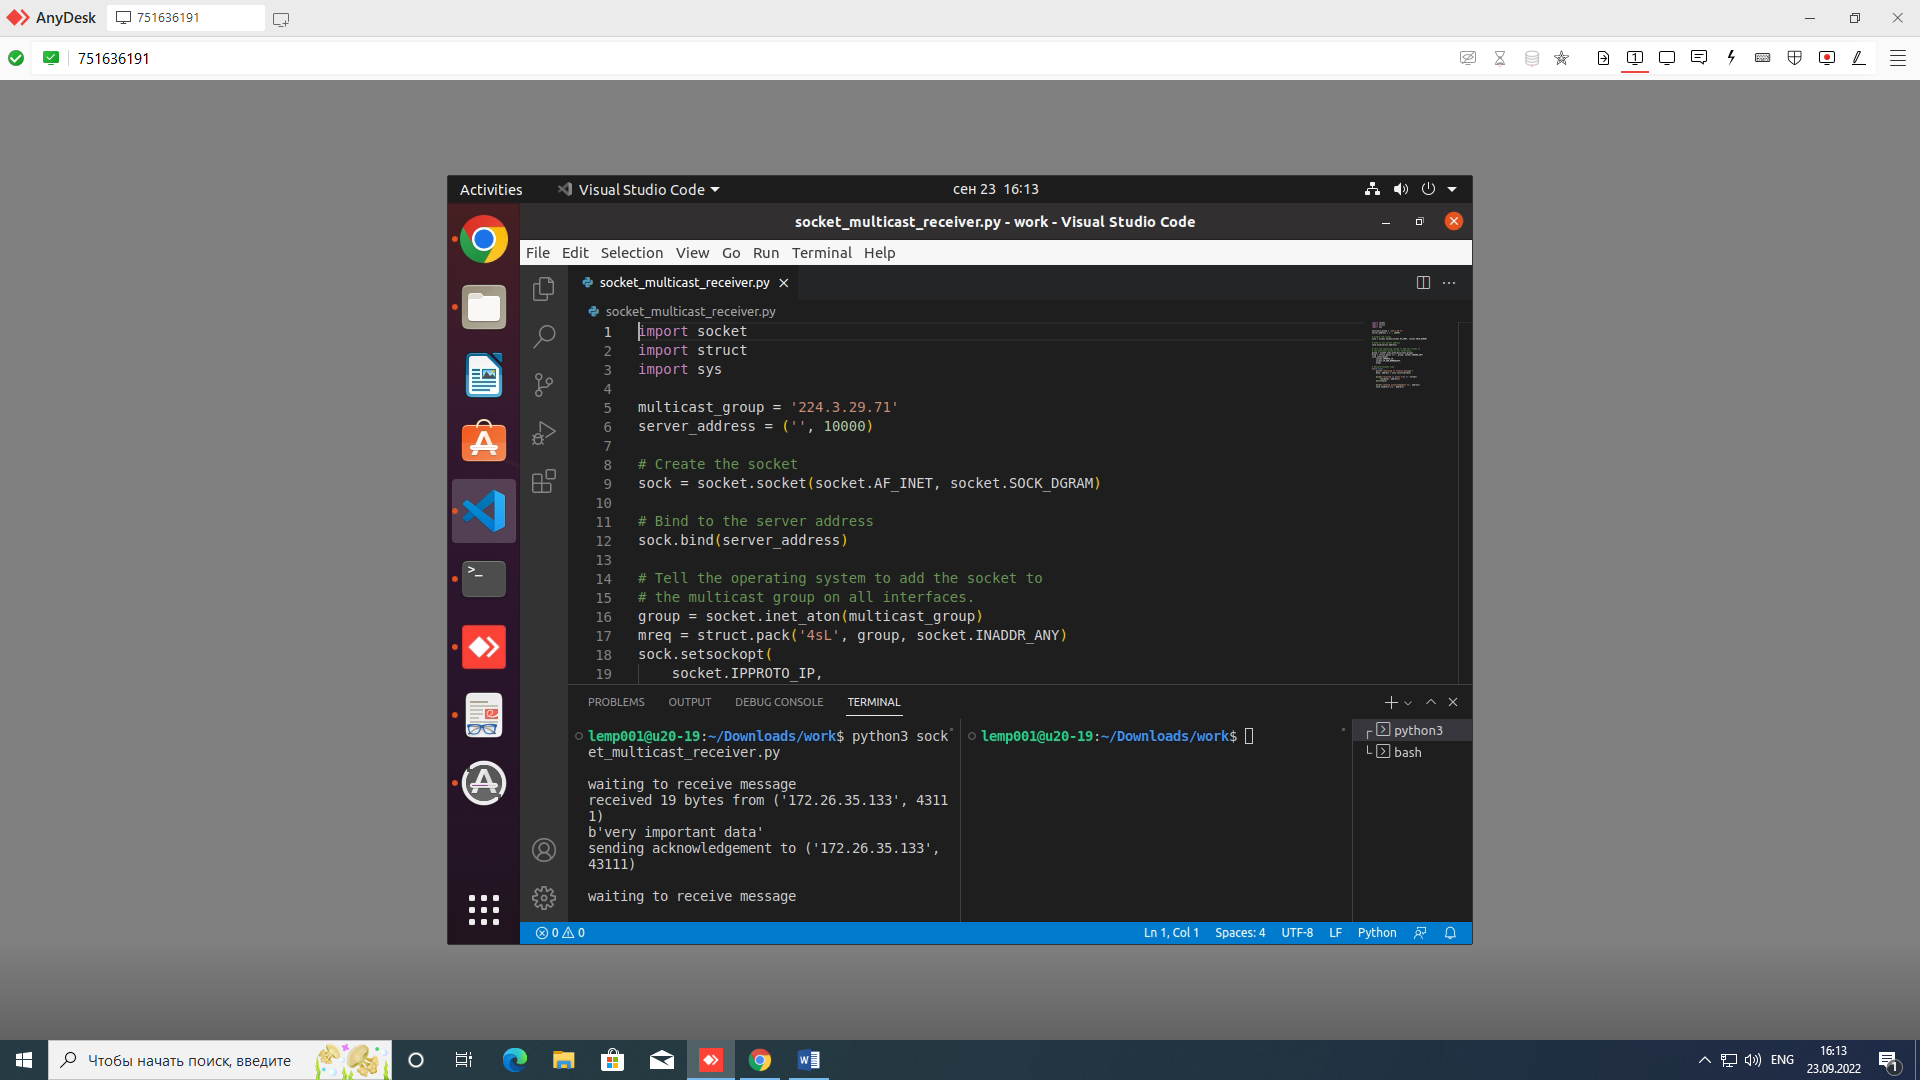 AnyDesk
751636191
751636191
Activities
Visual Studio Code
сен 23 16:13
socket_multicast_receiver.py - work - Visual Studio Code
File Edit Selection View Go Run Terminal Help
socket_multicast_receiver.py
socket_multicast_receiver.py
1 import socket
2 import struct
3 import sys
4
5 multicast_group = '224.3.29.71'
6 server_address = ('', 10000)
7
8 # Create the socket
9 sock = socket.socket(socket.AF_INET, socket.SOCK_DGRAM)
10
11 # Bind to the server address
12 sock.bind(server_address)
13
14 # Tell the operating system to add the socket to
15 # the multicast group on all interfaces.
16 group = socket.inet_aton(multicast_group)
17 mreq = struct.pack('4sL', group, socket.INADDR_ANY)
18 sock.setsockopt(
19 socket.IPPROTO_IP,
PROBLEMS OUTPUT DEBUG CONSOLE TERMINAL
lemp001@u20-19:~/Downloads/work$ python3 sock
et_multicast_receiver.py
waiting to receive message
received 19 bytes from ('172.26.35.133', 4311
1)
b'very important data'
sending acknowledgement to ('172.26.35.133',
43111)
waiting to receive message
lemp001@u20-19:~/Downloads/work$
python3
bash
0 0
Ln 1, Col 1 Spaces: 4 UTF-8 LF Python
Чтобы начать поиск, введите
ENG
16:13
23.09.2022
1